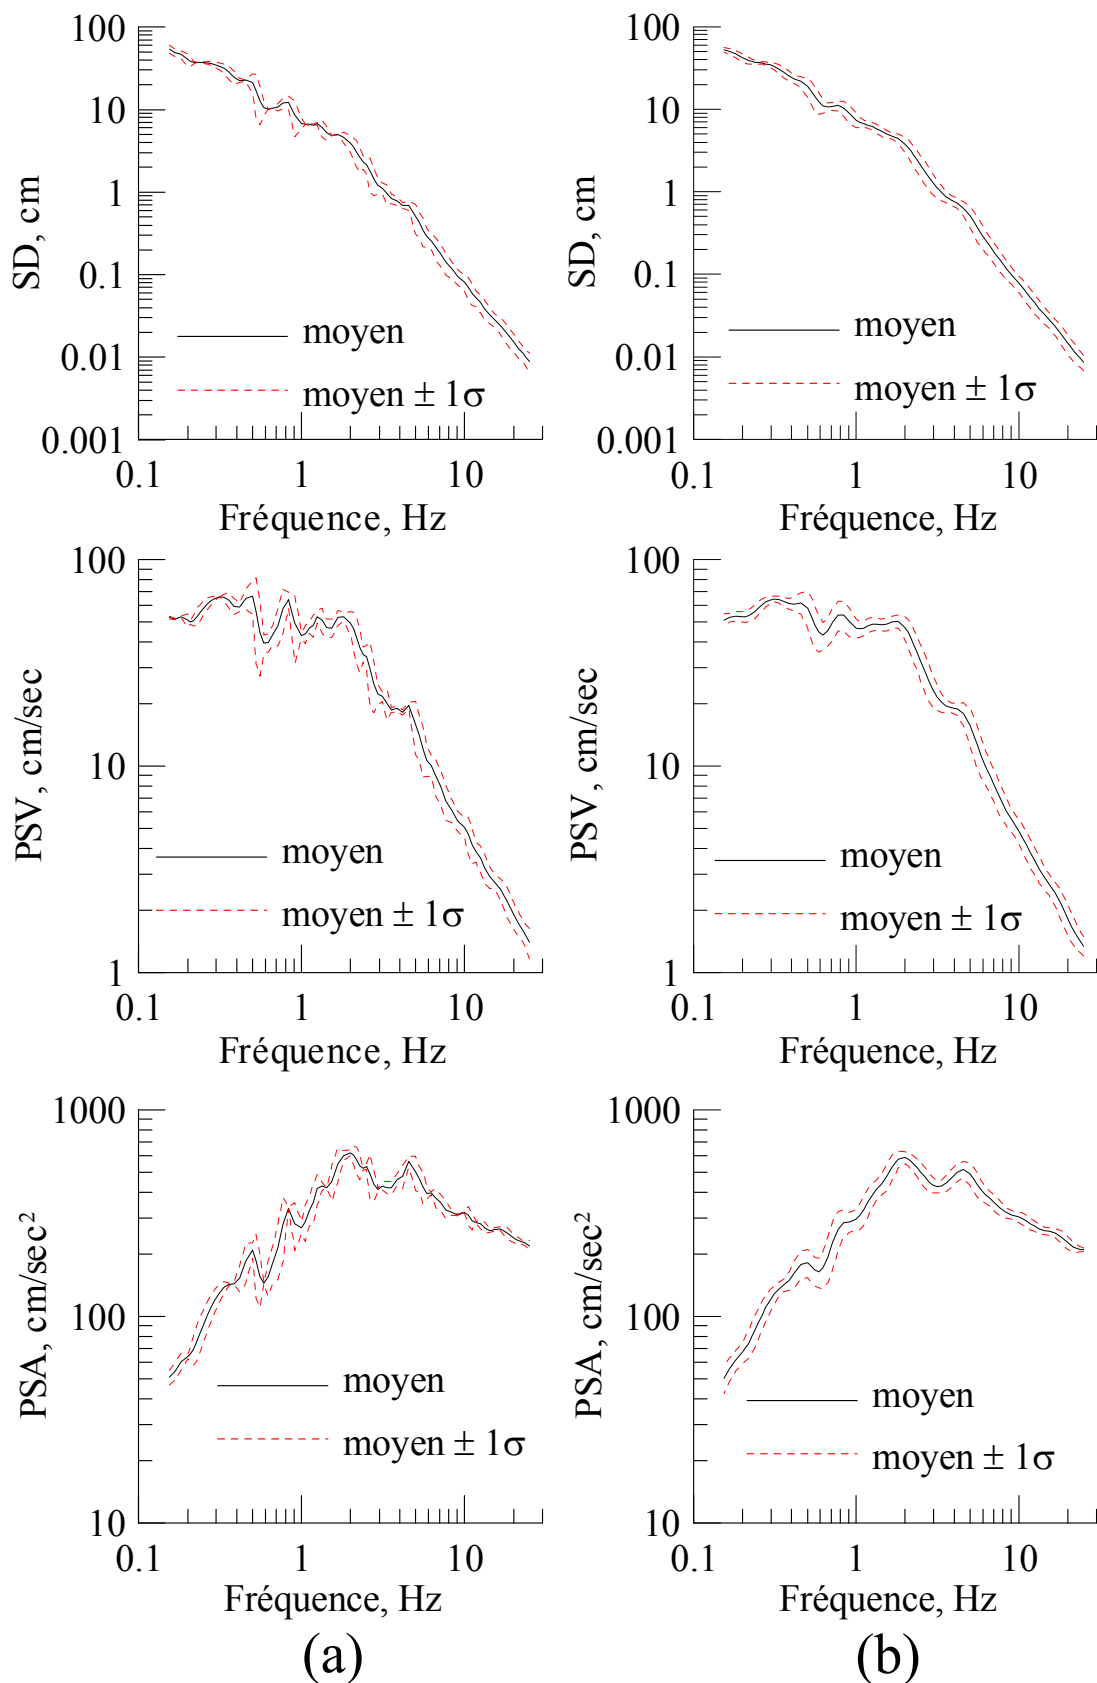 100
10
1
0.1
0.01
0.001
SD, cm
moyen
moyen ± 1σ
0.1 1 10
Fréquence, Hz
100
10
1
0.1
0.01
0.001
SD, cm
moyen
moyen ± 1σ
0.1 1 10
Fréquence, Hz
100
10
1
PSV, cm/sec
moyen
moyen ± 1σ
0.1 1 10
Fréquence, Hz
100
10
1
PSV, cm/sec
moyen
moyen ± 1σ
0.1 1 10
Fréquence, Hz
1000
100
10
PSA, cm/sec²
moyen
moyen ± 1σ
0.1 1 10
Fréquence, Hz
(a)
1000
100
10
PSA, cm/sec²
moyen
moyen ± 1σ
0.1 1 10
Fréquence, Hz
(b)